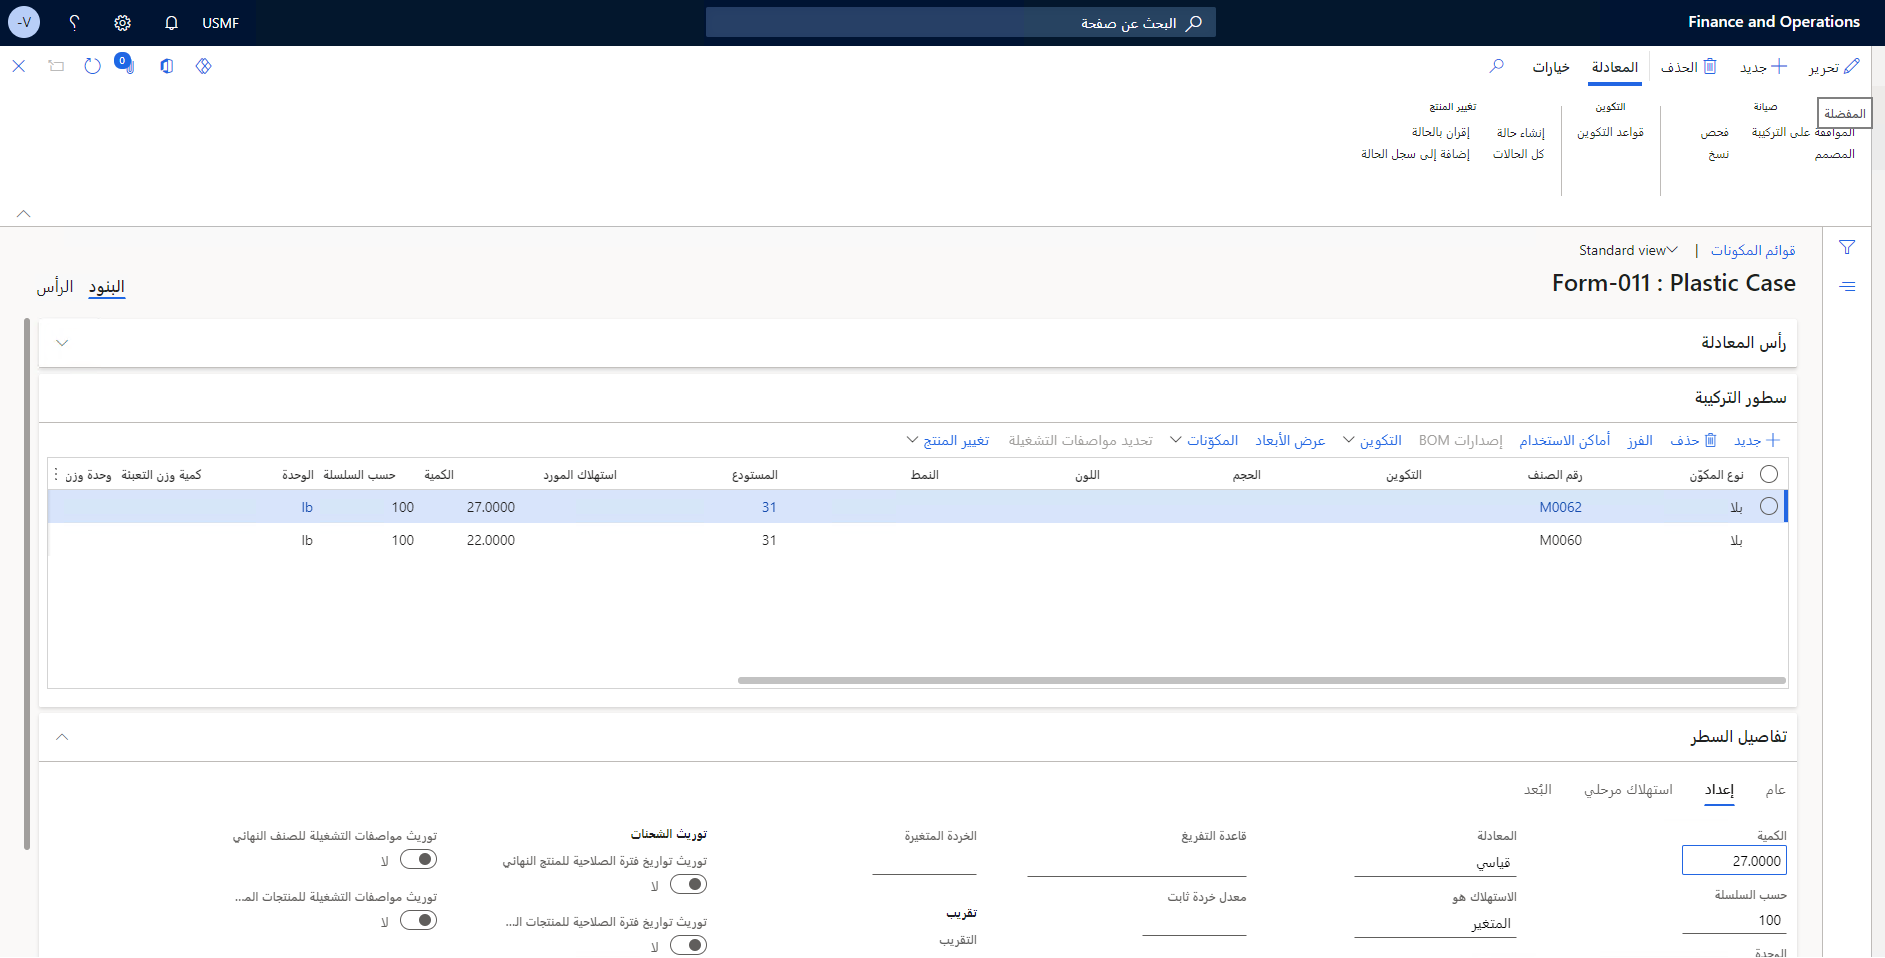 Finance and Operations
البحث عن صفحة
USMF
؟
-V
تحرير
جديد
الحذف
المعادلة
خيارات
0
المفضلة
صيانة
الموافقة على التركيبة
فحص
المصمم
نسخ
التكوين
قواعد التكوين
تغيير المنتج
إنشاء حالة
إقران بالحالة
كل الحالات
إضافة إلى سجل الحالة
قوائم المكونات | Standard view
Form-011 : Plastic Case
البنود
الرأس
رأس المعادلة
سطور التركيبة
جديد
حذف
الفرز
أماكن الاستخدام
إصدارات BOM
التكوين
عرض الأبعاد
المكوّنات
تحديد مواصفات التشغيلة
تغيير المنتج
نوع المكوّن
رقم الصنف
التكوين
الحجم
اللون
النمط
المستودع
استهلاك المورد
الكمية
حسب السلسلة
الوحدة
كمية وزن التعبئة
وحدة وزن
بلا M0062 31 27.0000 100 lb
بلا M0060 31 22.0000 100 lb
تفاصيل السطر
عام
إعداد
استهلاك مرحلي
البُعد
الكمية
27.0000
حسب السلسلة
100
الوحدة
المعادلة
قياسي
الاستهلاك هو
المتغير
قاعدة التفريغ
معدل خردة ثابت
الخردة المتغيرة
تقريب
التقريب
توريث الشحنات
توريث تواريخ فترة الصلاحية للمنتج النهائي
لا
توريث تواريخ فترة الصلاحية للمنتجات الـ...
لا
توريث مواصفات التشغيلة للصنف النهائي
لا
توريث مواصفات التشغيلة للمنتجات المـ...
لا